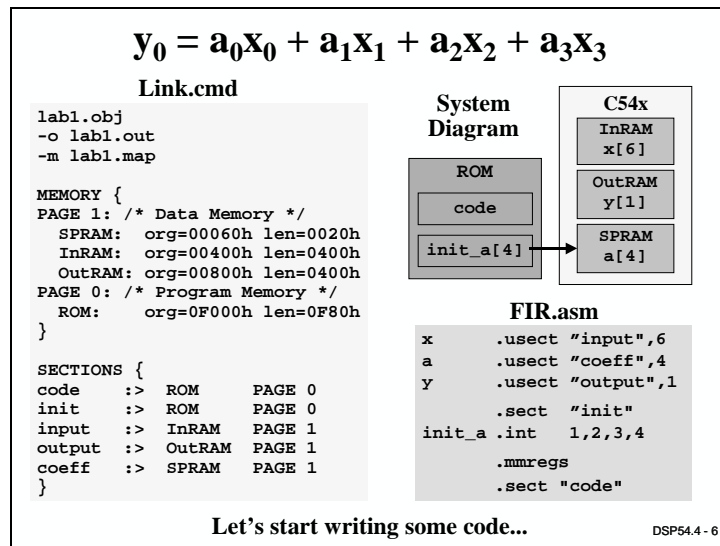 y0 = a0x0 + a1x1 + a2x2 + a3x3
Link.cmd
lab1.obj
-o lab1.out
-m lab1.map
MEMORY {
PAGE 1: /* Data Memory */
SPRAM: org=00060h len=0020h
InRAM: org=00400h len=0400h
OutRAM: org=00800h len=0400h
PAGE 0: /* Program Memory */
ROM: org=0F000h len=0F80h
}
SECTIONS {
code :> ROM PAGE 0
init :> ROM PAGE 0
input :> InRAM PAGE 1
output :> OutRAM PAGE 1
coeff :> SPRAM PAGE 1
}
System
Diagram
ROM
code
init_a[4]
C54x
InRAM
x[6]
OutRAM
y[1]
SPRAM
a[4]
FIR.asm
x .usect ″input",6
a .usect ″coeff",4
y .usect ″output",1
.sect ″init"
init_a .int 1,2,3,4
.mmregs
.sect "code"
Let's start writing some code...
DSP54.4 - 6